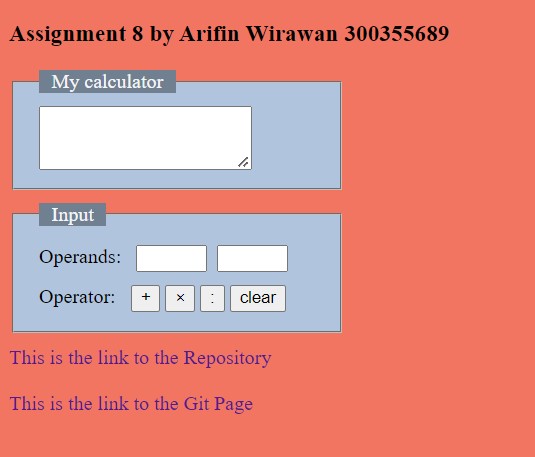 Assignment 8 by Arifin Wirawan 300355689
My calculator
Input
Operands:
Operator: + × : clear
This is the link to the Repository
This is the link to the Git Page